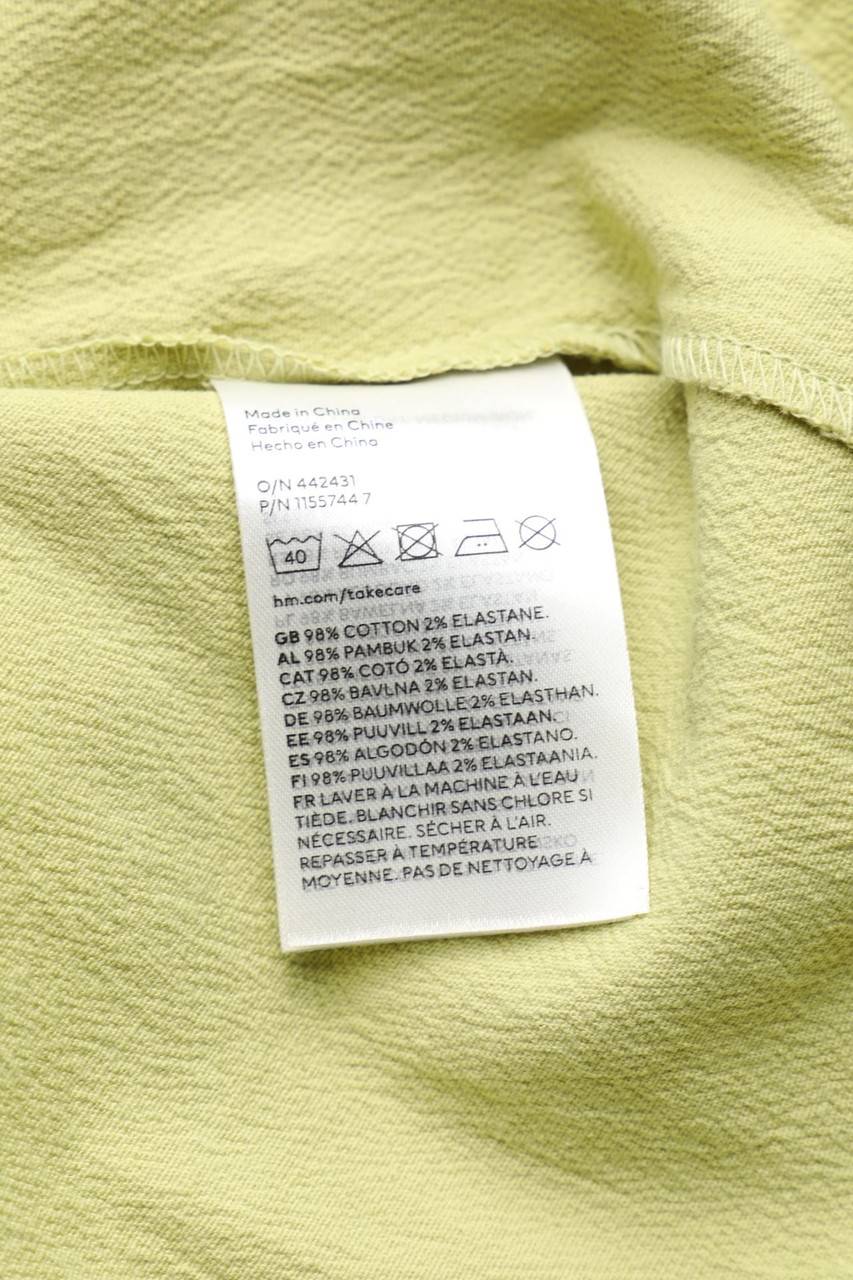 Made in China
Fabriqué en Chine
Hecho en China
O/N 442431
P/N 1155744 7
40
hm.com/takecare
GB 98% COTTON 2% ELASTANE.
AL 98% PAMBUK 2% ELASTAN.
CAT 98% COTÓ 2% ELASTÀ.
CZ 98% BAVLNA 2% ELASTAN.
DE 98% BAUMWOLLE 2% ELASTHAN.
EE 98% PUUVILL 2% ELASTAAN.
ES 98% ALGODÓN 2% ELASTANO.
FI 98% PUUVILLAA 2% ELASTAANIA.
FR LAVER À LA MACHINE À L'EAU
TIÈDE. BLANCHIR SANS CHLORE SI
NÉCESSAIRE. SÉCHER À L'AIR.
REPASSER À TEMPÉRATURE
MOYENNE. PAS DE NETTOYAGE À